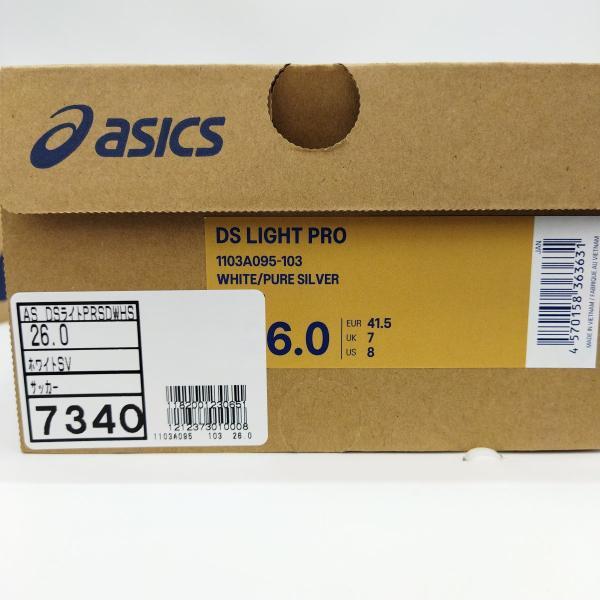 asics
DS LIGHT PRO
1103A095-103
WHITE/PURE SILVER
6.0
EUR 41.5
UK 7
US 8
JAN
4 570158 363631
MADE IN VIETNAM / FABRIQUE AU VIETNAM
AS DSライトPRSDWHS
26.0
ホワイトSV
サッカー
7340
1182001230651
1212373010008
1103A095 103 26.0